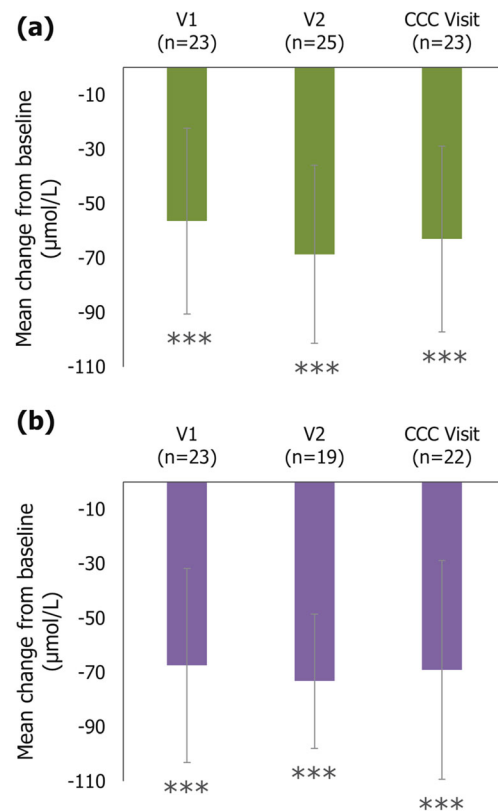 (a)
V1 V2 CCC Visit
(n=23) (n=25) (n=23)
Mean change from baseline
(µmol/L)
-10
-30
-50
-70
-90
-110
*** *** ***
(b)
V1 V2 CCC Visit
(n=23) (n=19) (n=22)
Mean change from baseline
(µmol/L)
-10
-30
-50
-70
-90
-110
*** *** ***